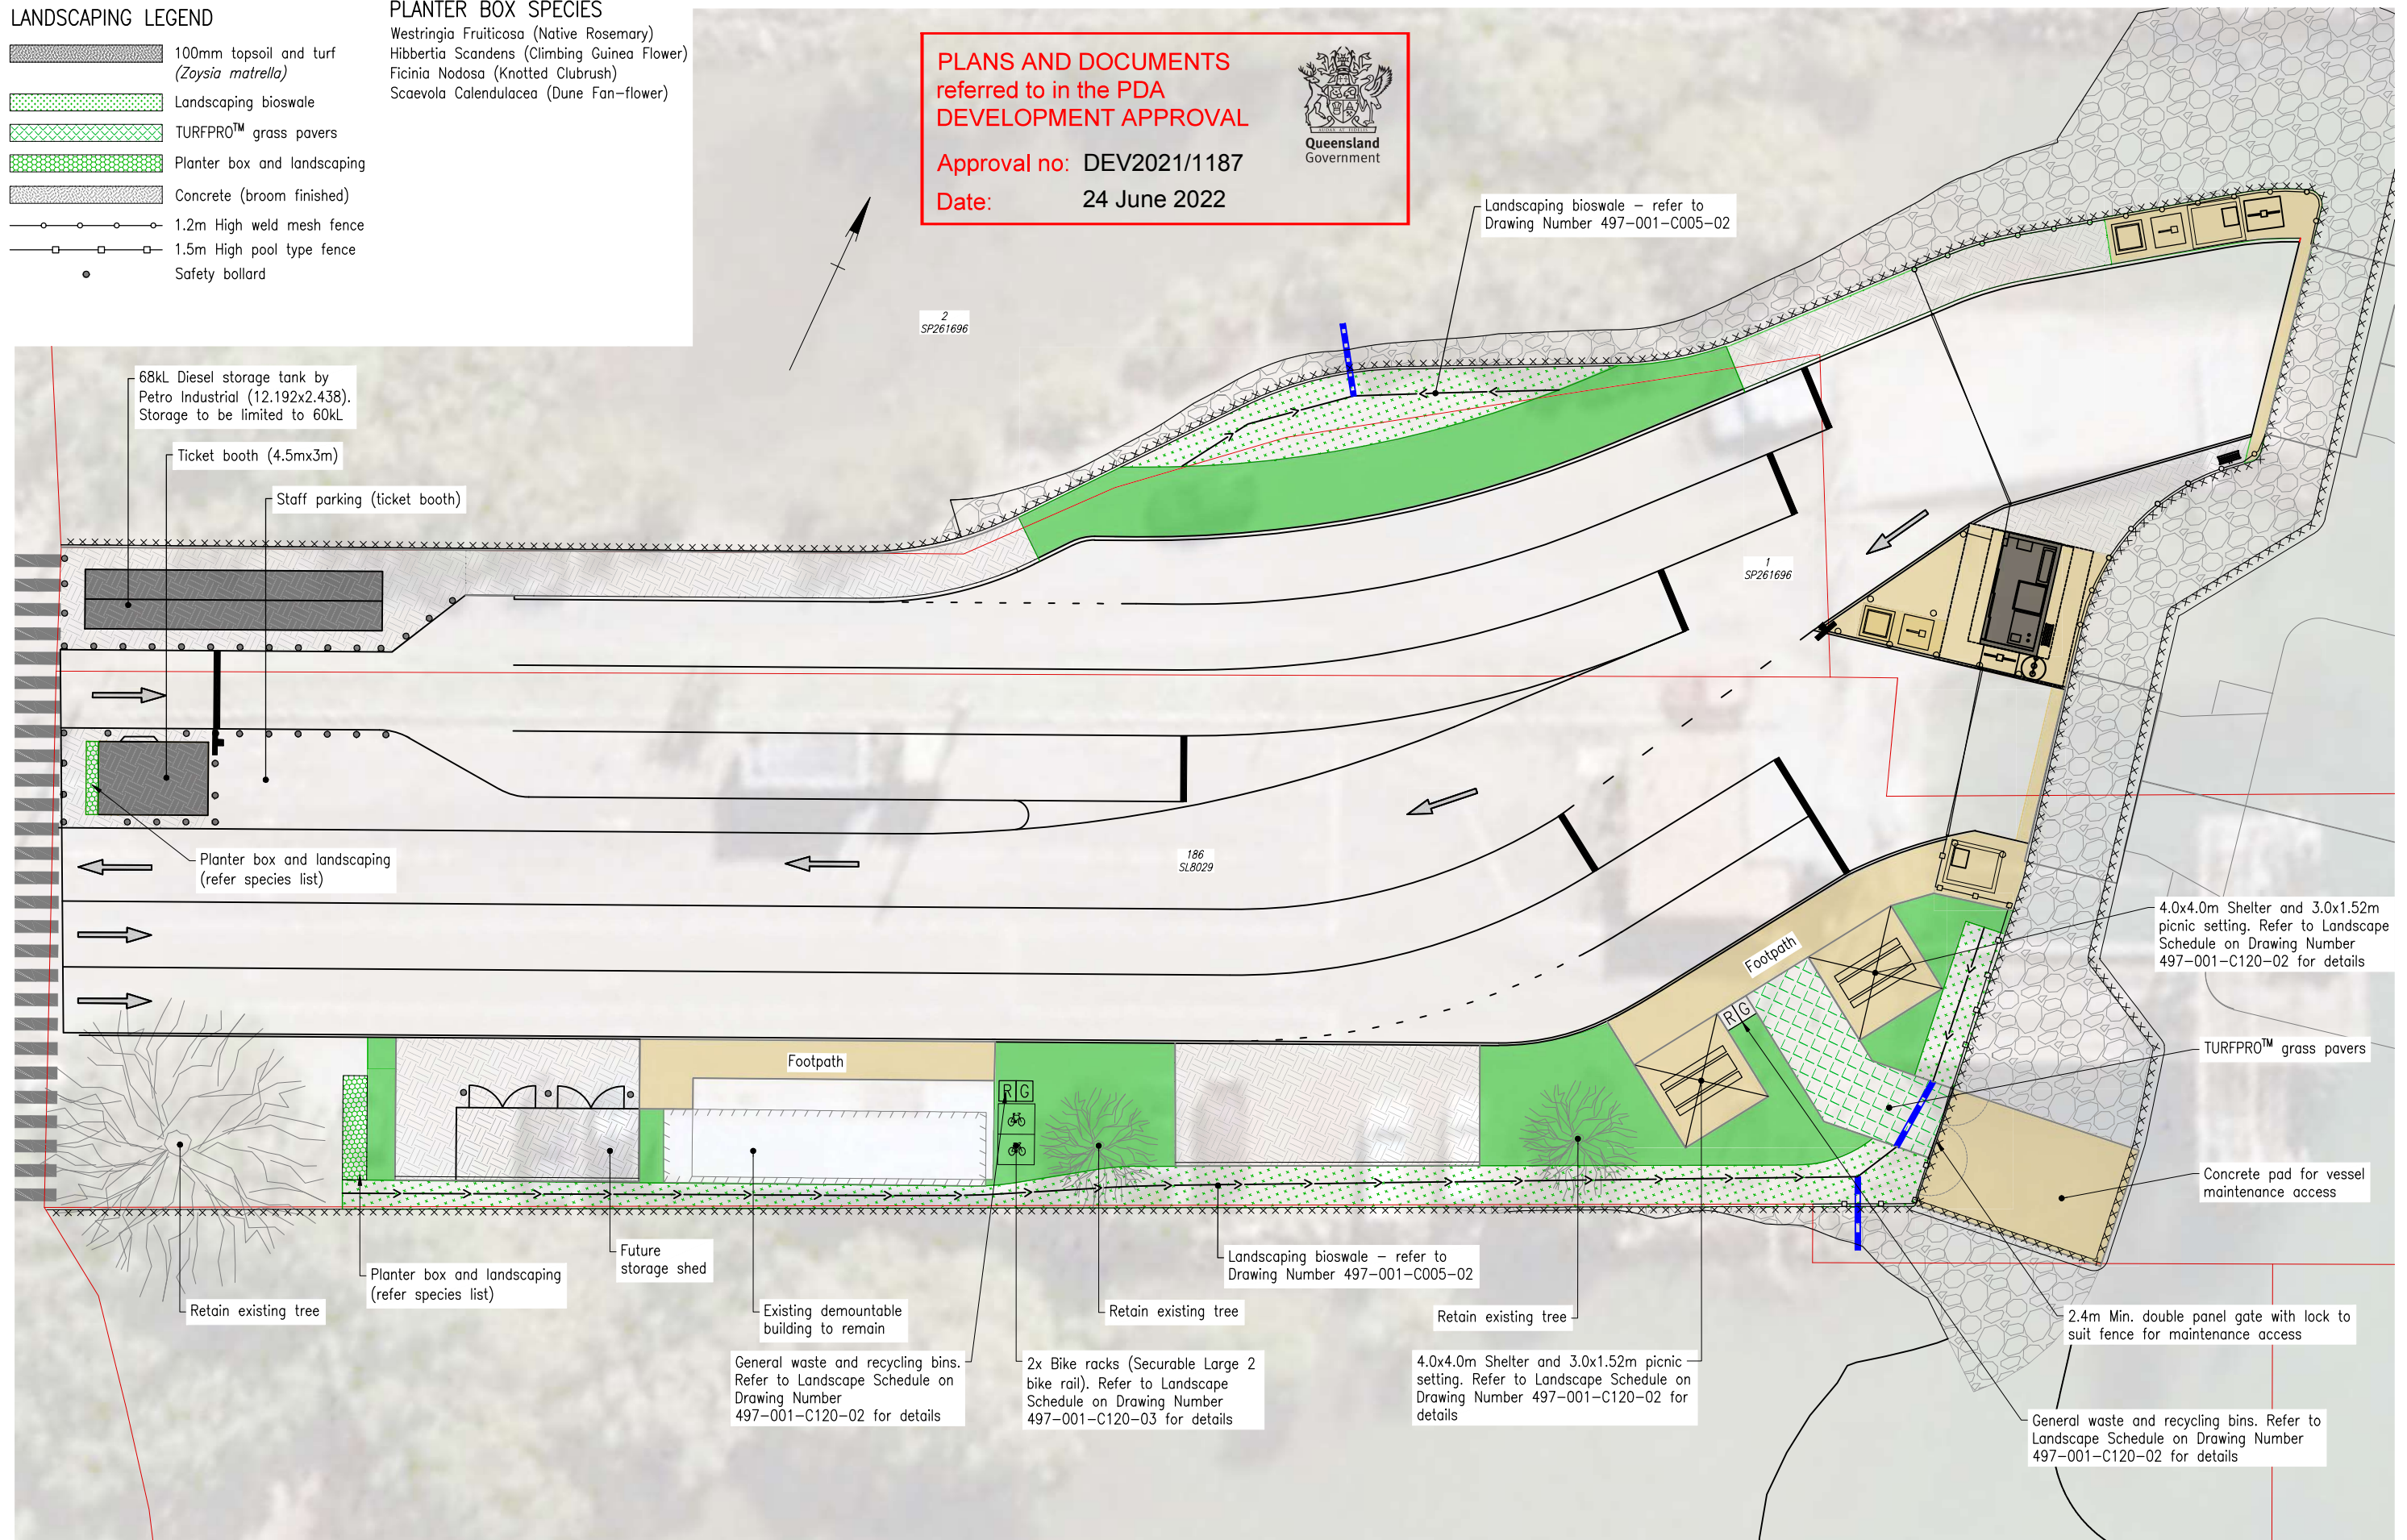 LANDSCAPING LEGEND
100mm topsoil and turf
(Zoysia matrella)
Landscaping bioswale
TURFPRO™ grass pavers
Planter box and landscaping
Concrete (broom finished)
1.2m High weld mesh fence
1.5m High pool type fence
Safety bollard
PLANTER BOX SPECIES
Westringia Fruiticosa (Native Rosemary)
Hibbertia Scandens (Climbing Guinea Flower)
Ficinia Nodosa (Knotted Clubrush)
Scaevola Calendulacea (Dune Fan-flower)
PLANS AND DOCUMENTS
referred to in the PDA
DEVELOPMENT APPROVAL
Approval no: DEV2021/1187
Date: 24 June 2022
Queensland
Government
Landscaping bioswale - refer to
Drawing Number 497-001-C005-02
2
SP261696
68kL Diesel storage tank by
Petro Industrial (12.192x2.438).
Storage to be limited to 60kL
Ticket booth (4.5mx3m)
Staff parking (ticket booth)
1
SP261696
Planter box and landscaping
(refer species list)
186
SL8029
4.0x4.0m Shelter and 3.0x1.52m
picnic setting. Refer to Landscape
Schedule on Drawing Number
497-001-C120-02 for details
Footpath
R G
TURFPRO™ grass pavers
Footpath
R G
Concrete pad for vessel
maintenance access
Future
storage shed
Landscaping bioswale - refer to
Drawing Number 497-001-C005-02
Planter box and landscaping
(refer species list)
Retain existing tree
Existing demountable
building to remain
Retain existing tree
Retain existing tree
2.4m Min. double panel gate with lock to
suit fence for maintenance access
General waste and recycling bins.
Refer to Landscape Schedule on
Drawing Number
497-001-C120-02 for details
2x Bike racks (Securable Large 2
bike rail). Refer to Landscape
Schedule on Drawing Number
497-001-C120-03 for details
4.0x4.0m Shelter and 3.0x1.52m picnic
setting. Refer to Landscape Schedule on
Drawing Number 497-001-C120-02 for
details
General waste and recycling bins. Refer to
Landscape Schedule on Drawing Number
497-001-C120-02 for details